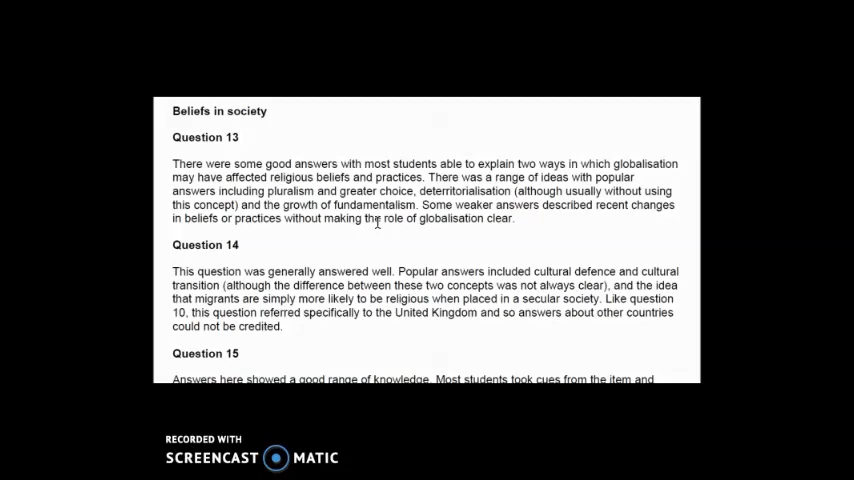 Beliefs in society
Question 13
There were some good answers with most students able to explain two ways in which globalisation
may have affected religious beliefs and practices. There was a range of ideas with popular
answers including pluralism and greater choice, deterritorialisation (although usually without using
this concept) and the growth of fundamentalism. Some weaker answers described recent changes
in beliefs or practices without making the role of globalisation clear.
Question 14
This question was generally answered well. Popular answers included cultural defence and cultural
transition (although the difference between these two concepts was not always clear), and the idea
that migrants are simply more likely to be religious when placed in a secular society. Like question
10, this question referred specifically to the United Kingdom and so answers about other countries
could not be credited.
Question 15
Answers here showed a good range of knowledge. Most students took cues from the item and
RECORDED WITH
SCREENCAST MATIC